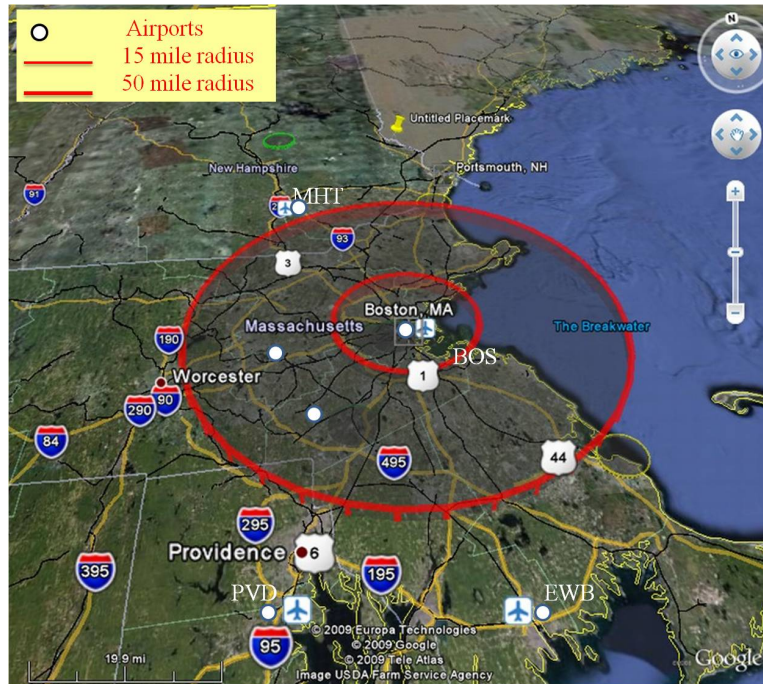 Airports
15 mile radius
50 mile radius
N
Untitled Placemark
New Hampshire
Portsmouth, NH
91
MHT
93
3
Boston, MA
Massachusetts
The Breakwater
190
BOS
Worcester
1
90
290
84
44
495
295
Providence
6
395
195
PVD
EWB
95
© 2009 Europa Technologies
© 2009 Google
© 2009 Tele Atlas
Image USDA Farm Service Agency
19.9 mi
Google